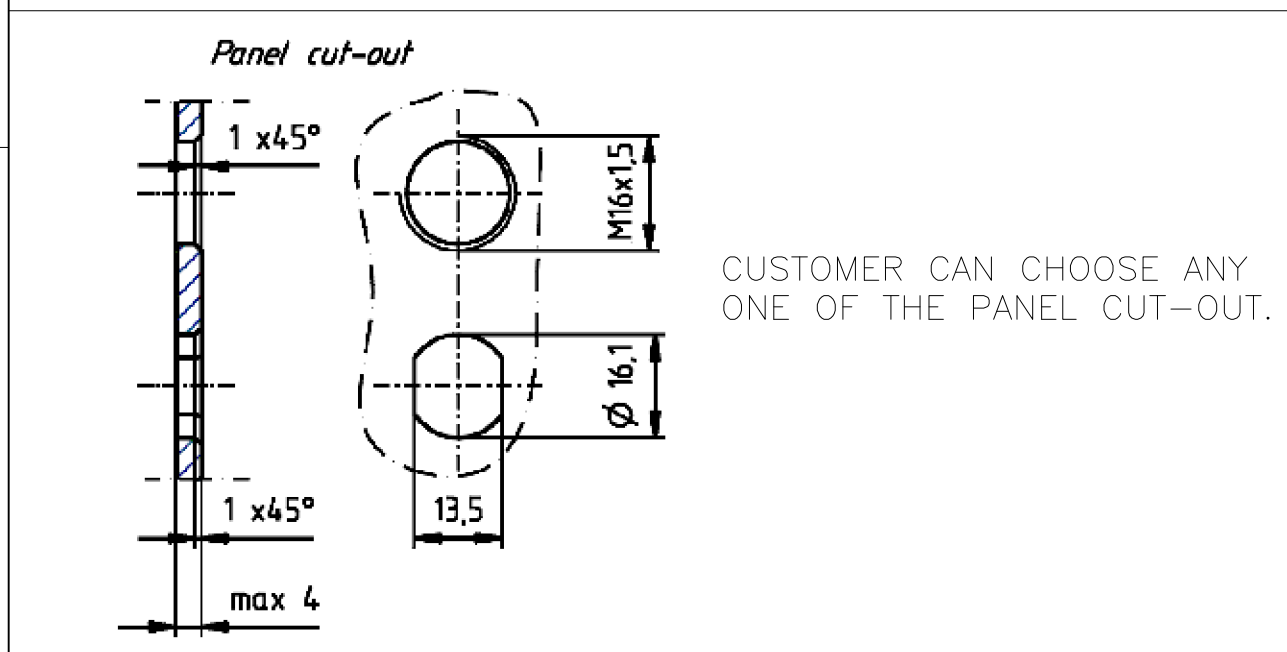 Panel cut-out
1 x45°
M16x1,5
CUSTOMER CAN CHOOSE ANY
ONE OF THE PANEL CUT-OUT.
Ø 16,1
1 x45°
13,5
max 4